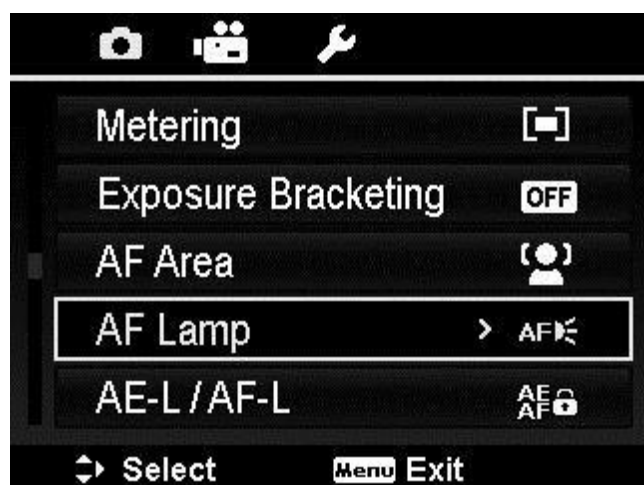 Metering
Exposure Bracketing OFF
AF Area
AF Lamp > AF
AE-L / AF-L AE AF
Select Menu Exit